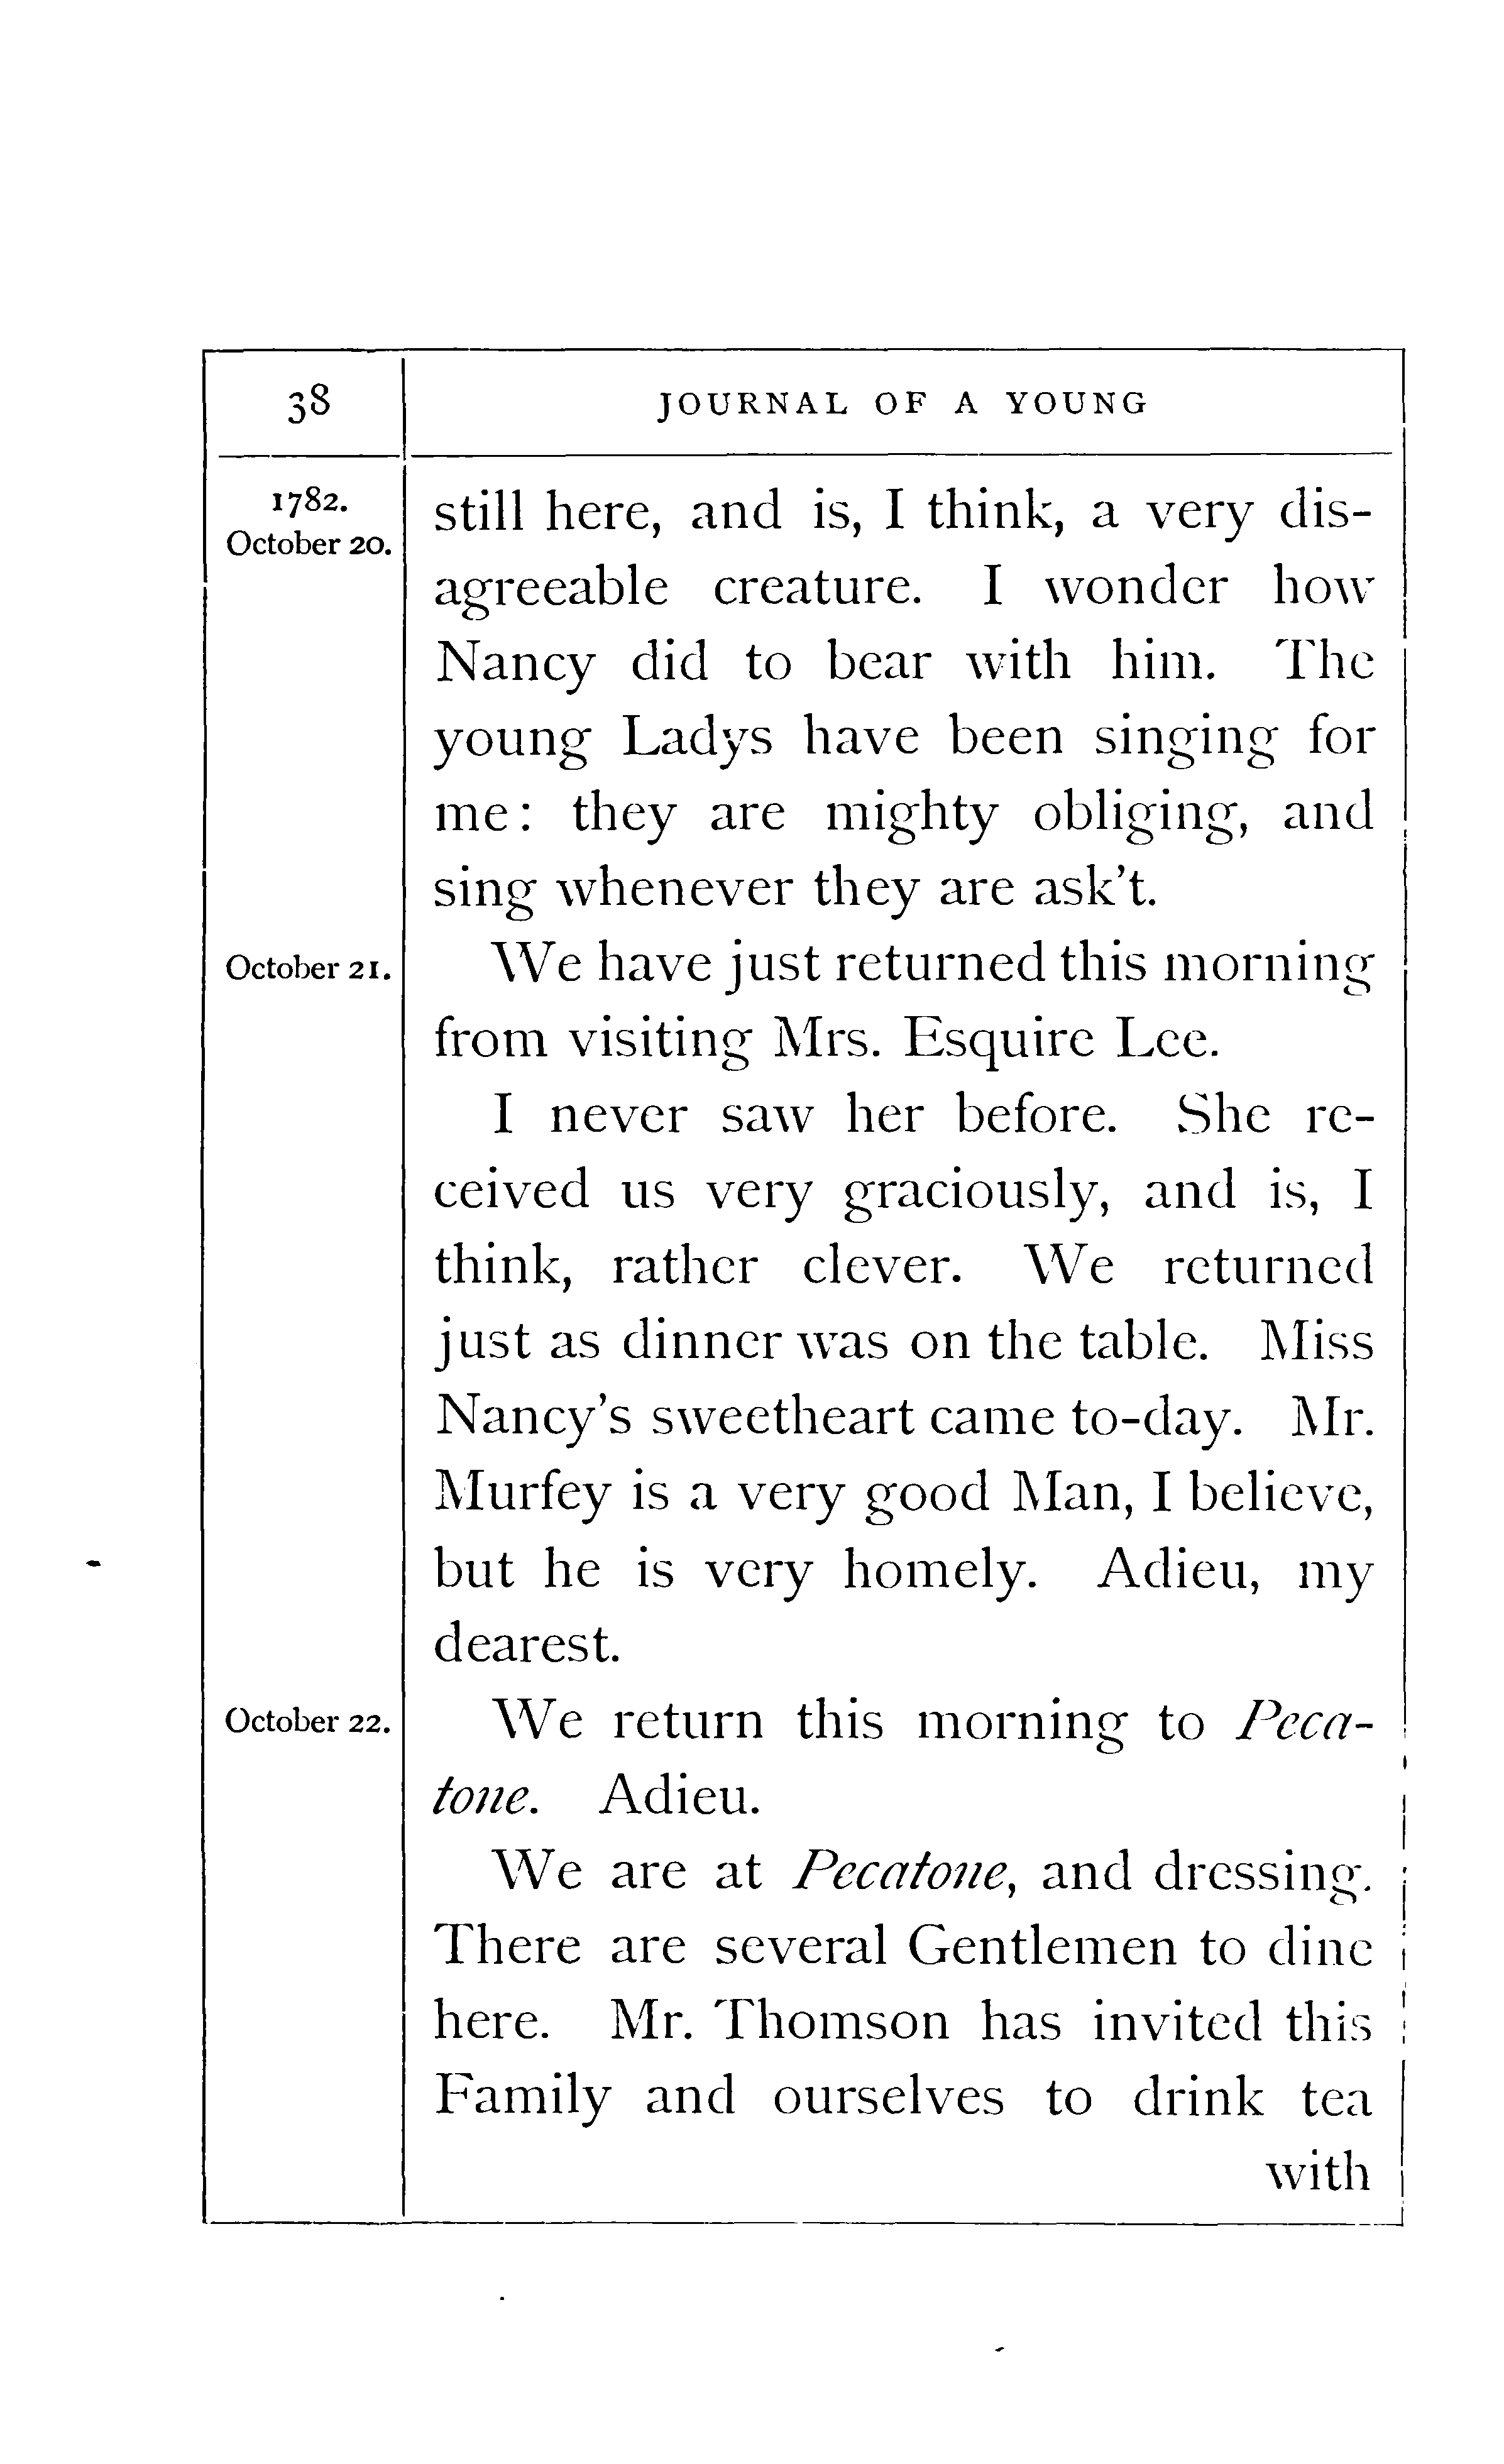 38
JOURNAL OF A YOUNG
1782.
October 20.
still here, and is, I think, a very dis-
agreeable creature. I wonder how
Nancy did to bear with him. The
young Ladys have been singing for
me: they are mighty obliging, and
sing whenever they are ask't.
October 21.
We have just returned this morning
from visiting Mrs. Esquire Lee.
I never saw her before. She re-
ceived us very graciously, and is, I
think, rather clever. We returned
just as dinner was on the table. Miss
Nancy's sweetheart came to-day. Mr.
Murfey is a very good Man, I believe,
but he is very homely. Adieu, my
dearest.
October 22.
We return this morning to Peca-
tone. Adieu.
We are at Pecatone, and dressing.
There are several Gentlemen to dine
here. Mr. Thomson has invited this
Family and ourselves to drink tea
with